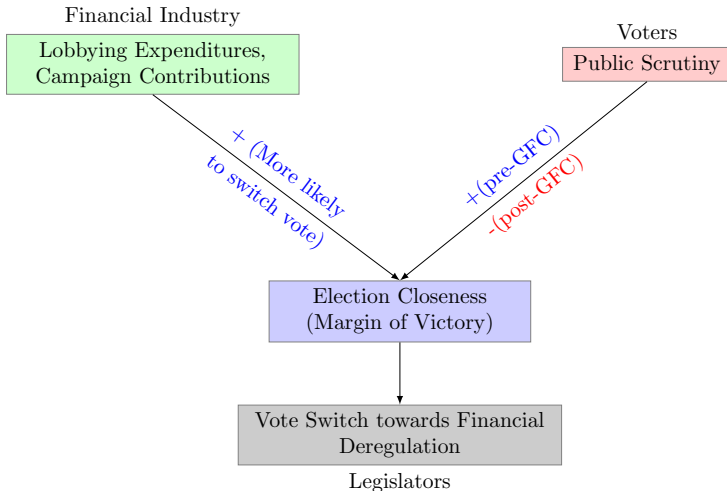 Financial Industry
Lobbying Expenditures,
Campaign Contributions
Voters
Public Scrutiny
+ (More likely
to switch vote)
+(pre-GFC)
-(post-GFC)
Election Closeness
(Margin of Victory)
Vote Switch towards Financial
Deregulation
Legislators